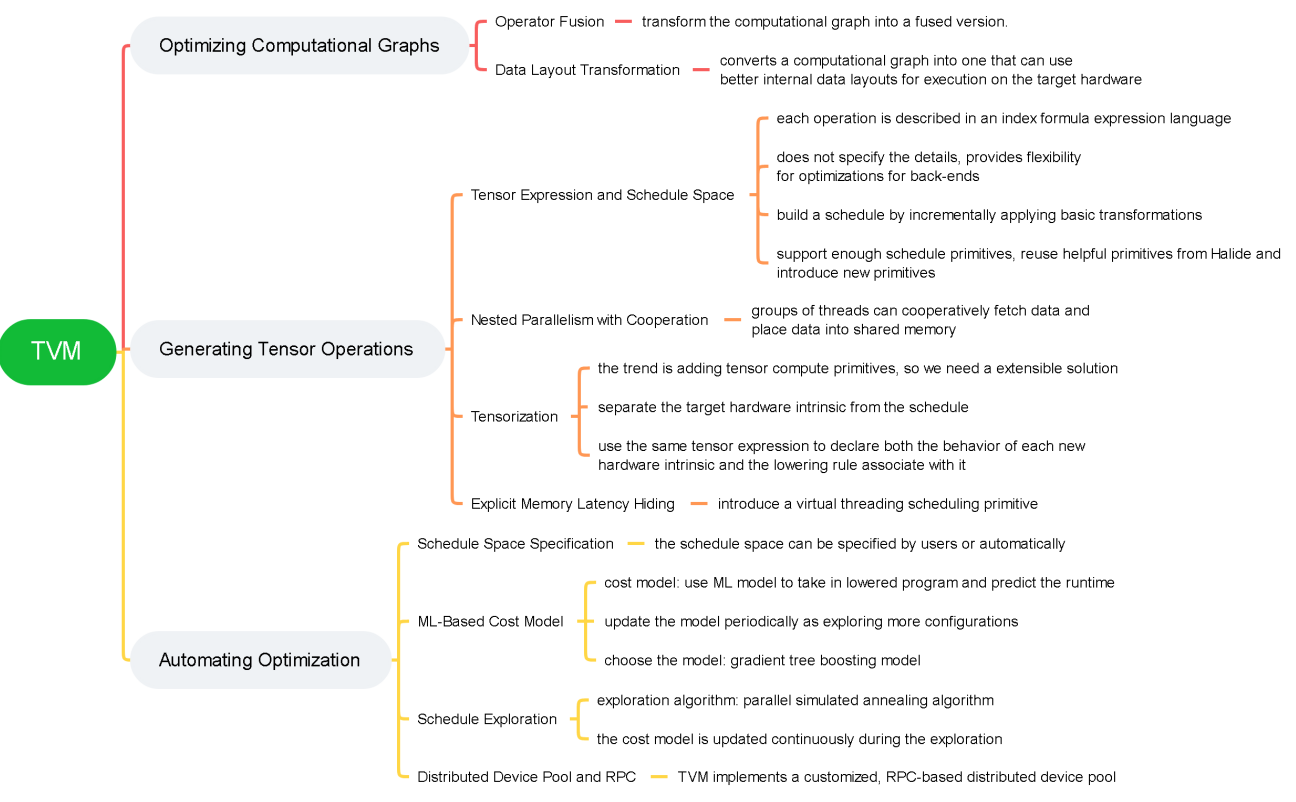 TVM
Optimizing Computational Graphs
Operator Fusion
transform the computational graph into a fused version.
Data Layout Transformation
converts a computational graph into one that can use
better internal data layouts for execution on the target hardware
Generating Tensor Operations
Tensor Expression and Schedule Space
each operation is described in an index formula expression language
does not specify the details, provides flexibility
for optimizations for back-ends
build a schedule by incrementally applying basic transformations
support enough schedule primitives, reuse helpful primitives from Halide and
introduce new primitives
Nested Parallelism with Cooperation
groups of threads can cooperatively fetch data and
place data into shared memory
Tensorization
the trend is adding tensor compute primitives, so we need a extensible solution
separate the target hardware intrinsic from the schedule
use the same tensor expression to declare both the behavior of each new
hardware intrinsic and the lowering rule associate with it
Explicit Memory Latency Hiding
introduce a virtual threading scheduling primitive
Automating Optimization
Schedule Space Specification
the schedule space can be specified by users or automatically
ML-Based Cost Model
cost model: use ML model to take in lowered program and predict the runtime
update the model periodically as exploring more configurations
choose the model: gradient tree boosting model
Schedule Exploration
exploration algorithm: parallel simulated annealing algorithm
the cost model is updated continuously during the exploration
Distributed Device Pool and RPC
TVM implements a customized, RPC-based distributed device pool